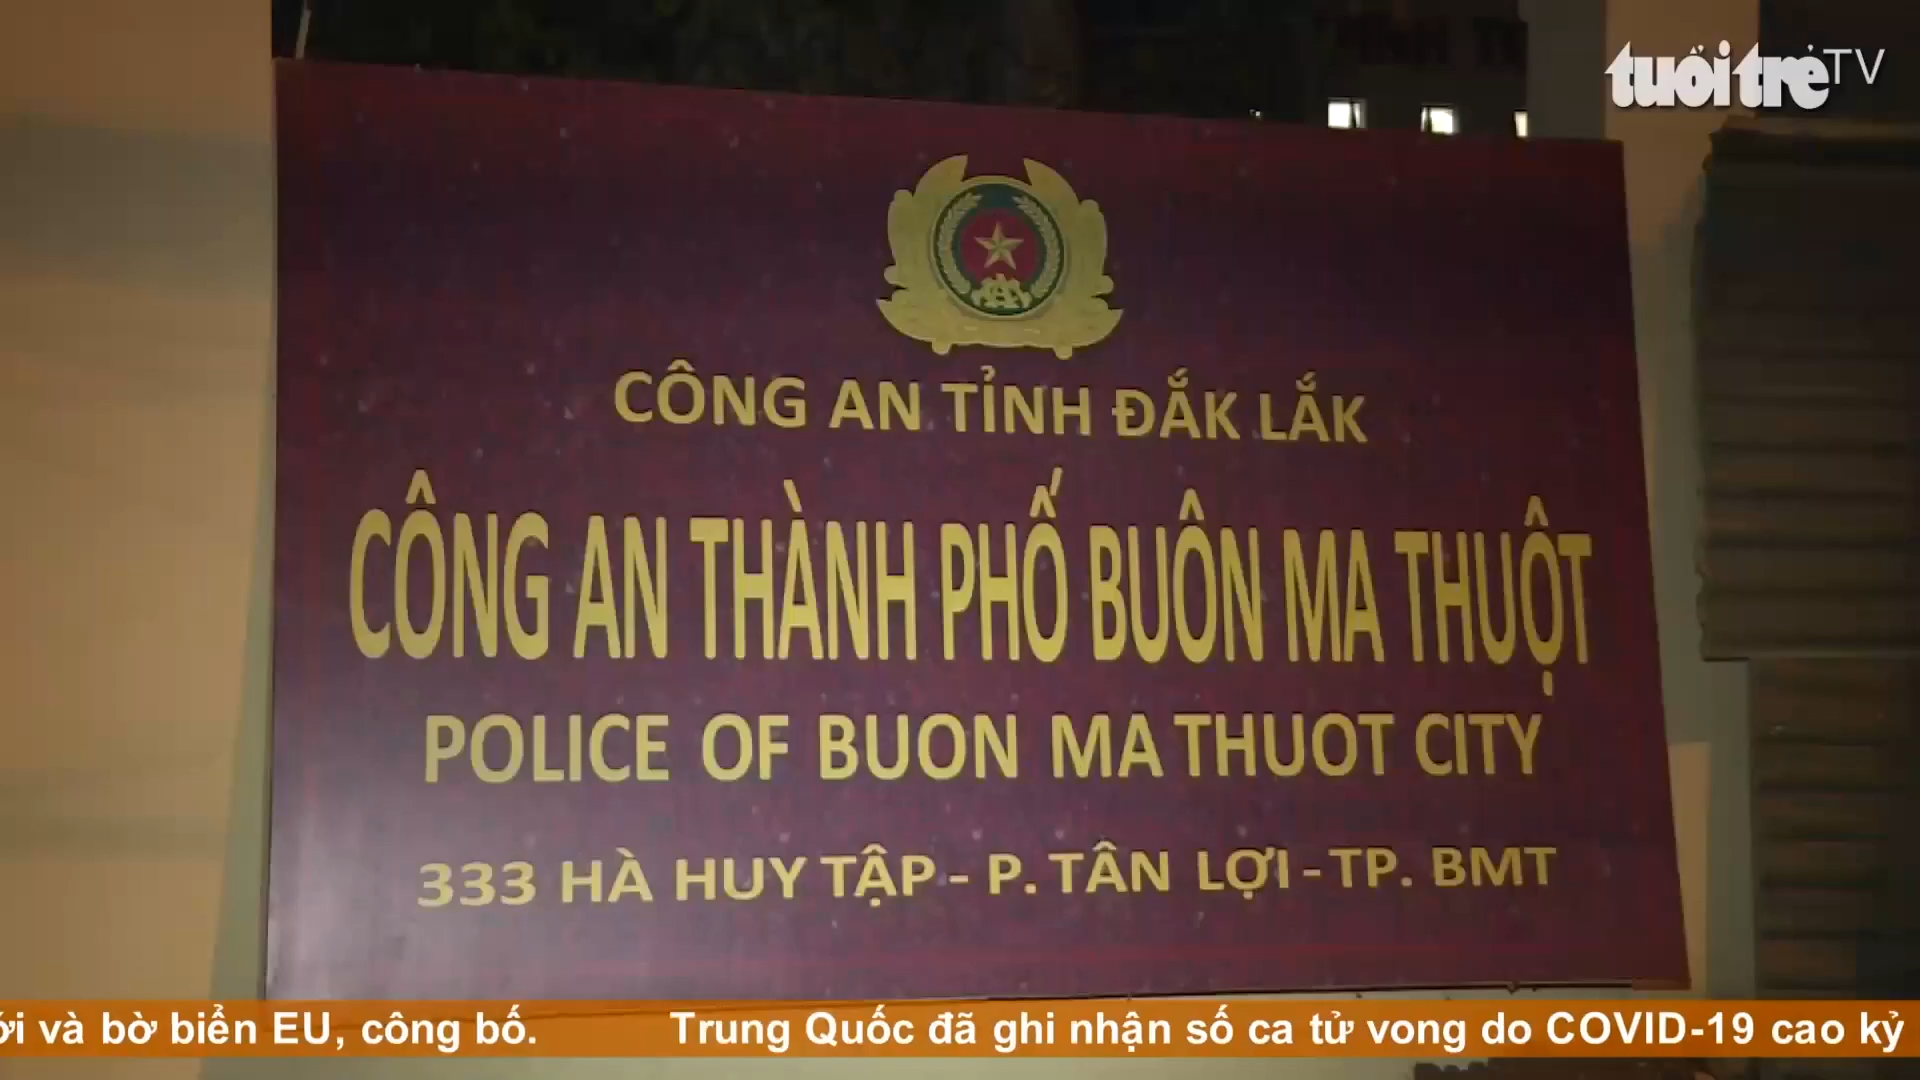 tuổi trẻ TV
CÔNG AN TỈNH ĐẮK LẮK
CÔNG AN THÀNH PHỐ BUÔN MA THUỘT
POLICE OF BUON MA THUOT CITY
333 HÀ HUY TẬP - P. TÂN LỢI - TP. BMT
và bờ biển EU, công bố. Trung Quốc đã ghi nhận số ca tử vong do COVID-19 cao kỷ